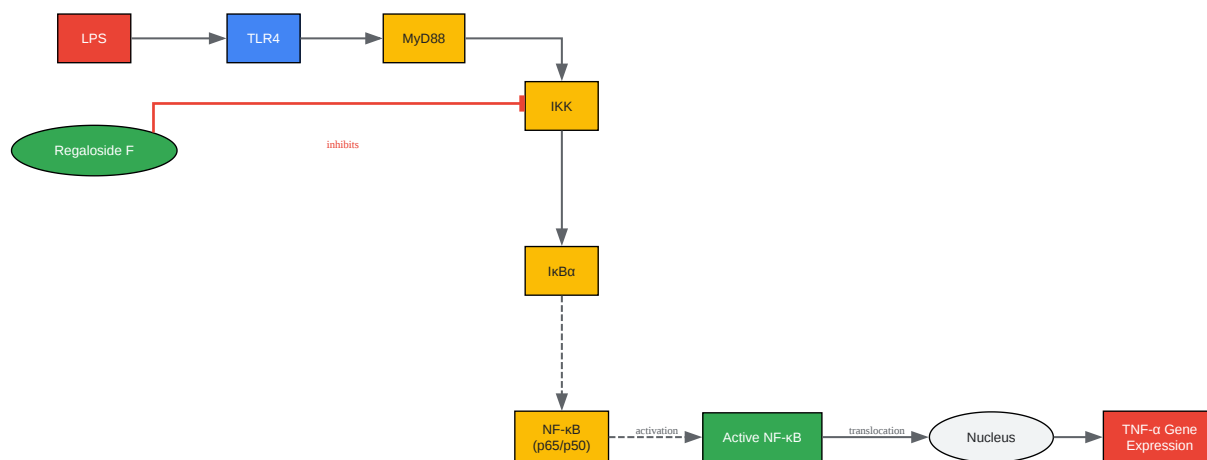 LPS
TLR4
MyD88
IKK
Regaloside F
inhibits
IκBα
NF-κB
(p65/p50)
activation
Active NF-κB
translocation
Nucleus
TNF-α Gene
Expression